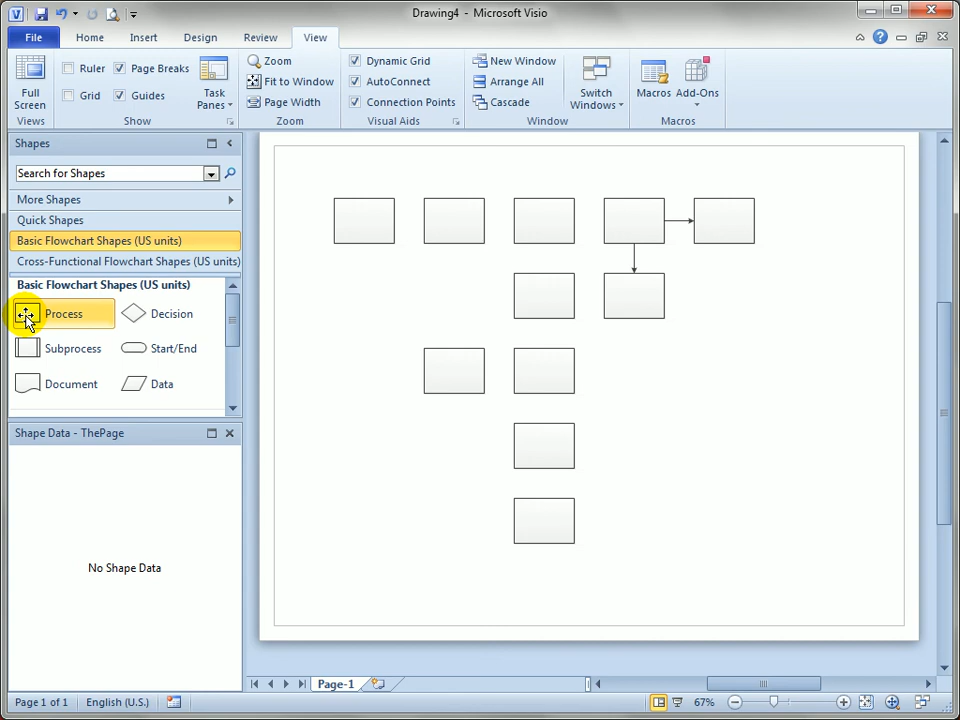 Drawing4 - Microsoft Visio
File Home Insert Design Review View
Full Screen
Ruler Page Breaks
Grid Guides
Task Panes
Zoom
Fit to Window
Page Width
Dynamic Grid
AutoConnect
Connection Points
New Window
Arrange All
Cascade
Switch Windows
Macros Add-Ons
Views Show Zoom Visual Aids Window Macros
Shapes
Search for Shapes
More Shapes
Quick Shapes
Basic Flowchart Shapes (US units)
Cross-Functional Flowchart Shapes (US units)
Basic Flowchart Shapes (US units)
Process Decision
Subprocess Start/End
Document Data
Shape Data - ThePage
No Shape Data
Page-1
Page 1 of 1 English (U.S.) 67%